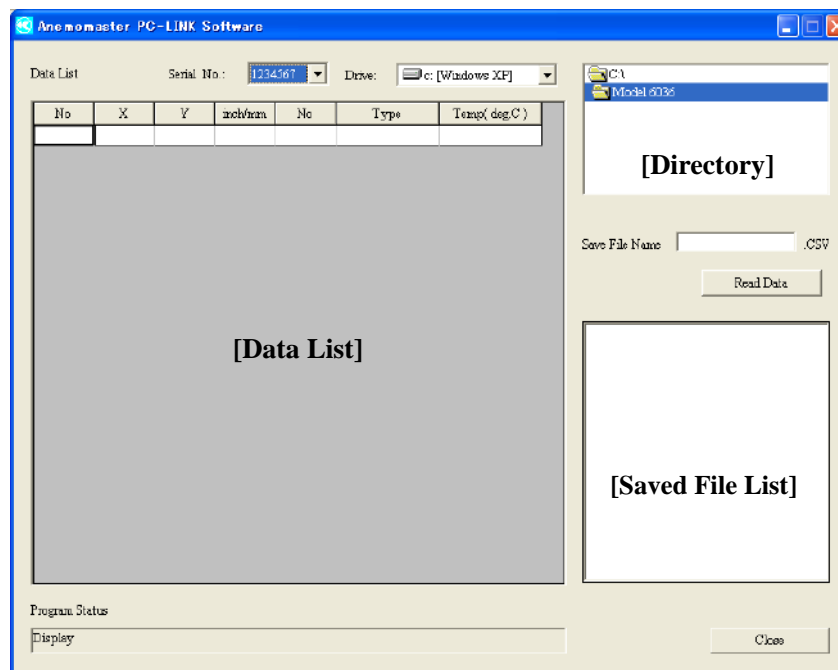 Anemomaster PC-LINK Software
Data List Serial No.: 1234567 Drive: c: [Windows XP]
No X Y inch/mm No Type Temp( deg.C )
C:\
Model 6036
[Directory]
Save File Name .CSV
Read Data
[Data List]
[Saved File List]
Program Status
Display
Close